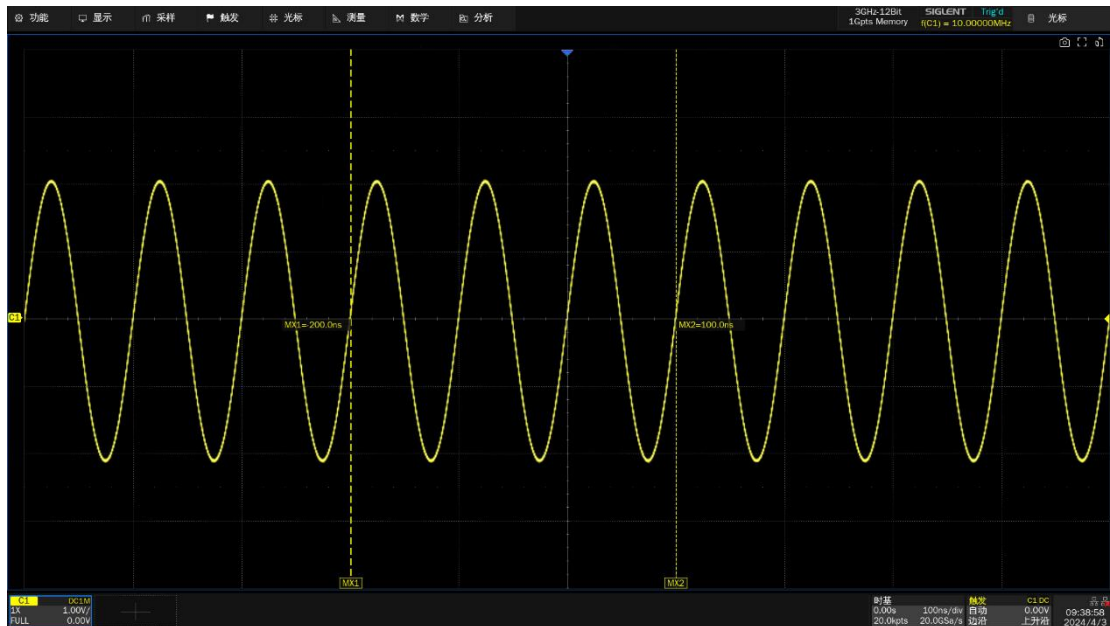 功能 显示 采样 触发 光标 测量 数学 分析
3GHz-12Bit
1Gpts Memory
SIGLENT Trig'd
f(C1) = 10.00000MHz
光标
C1
MX1=-200.0ns
MX2=100.0ns
MX1
MX2
C1 DC1M
1X 1.00V/
FULL 0.00V
时基
0.00s 100ns/div
20.0kpts 20.0GSa/s
触发 C1 DC
自动 0.00V
边沿 上升沿
09:38:58
2024/4/3